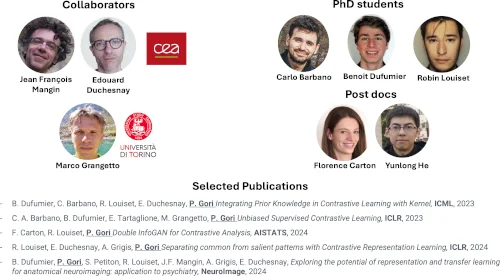 Collaborators
PhD students
cea
Jean François
Mangin
Edouard
Duchesnay
Carlo Barbano
Benoit Dufumier
Robin Louiset
Post docs
UNIVERSITÀ
DI TORINO
Marco Grangetto
Florence Carton
Yunlong He
Selected Publications
- B. Dufumier, C. Barbano, R. Louiset, E. Duchesnay, P. Gori Integrating Prior Knowledge in Contrastive Learning with Kernel, ICML, 2023
- C. A. Barbano, B. Dufumier, E. Tartaglione, M. Grangetto, P. Gori Unbiased Supervised Contrastive Learning, ICLR, 2023
- F. Carton, R. Louiset, P. Gori Double InfoGAN for Contrastive Analysis, AISTATS, 2024
- R. Louiset, E. Duchesnay, A. Grigis, P. Gori Separating common from salient patterns with Contrastive Representation Learning, ICLR, 2024
- B. Dufumier, P. Gori, S. Petiton, R. Louiset, J.F. Mangin, A. Grigis, E. Duchesnay, Exploring the potential of representation and transfer learning
for anatomical neuroimaging: application to psychiatry, NeuroImage, 2024